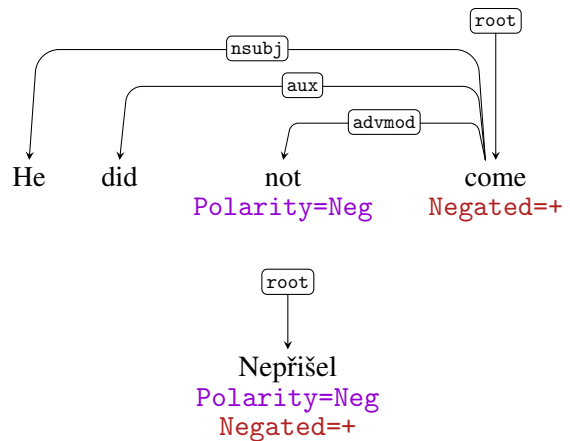 root
nsubj
aux
advmod
He did not come
Polarity=Neg Negated=+
root
Nepřišel
Polarity=Neg
Negated=+